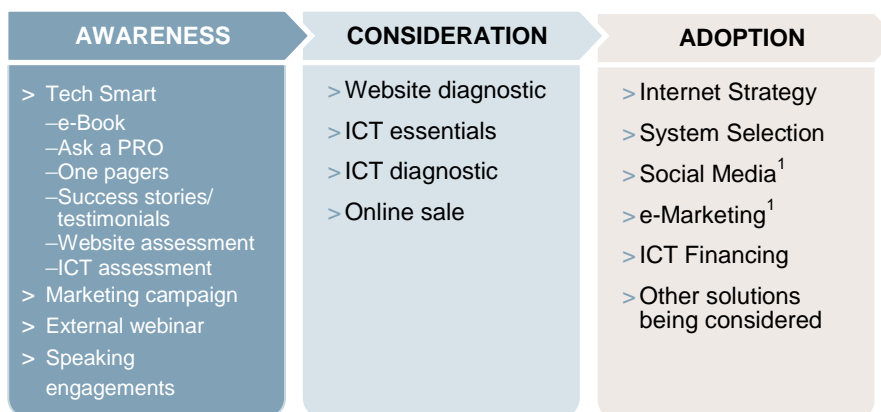 AWARENESS
> Tech Smart
–e-Book
–Ask a PRO
–One pagers
–Success stories/
testimonials
–Website assessment
–ICT assessment
> Marketing campaign
> External webinar
> Speaking
engagements
CONSIDERATION
> Website diagnostic
> ICT essentials
> ICT diagnostic
> Online sale
ADOPTION
> Internet Strategy
> System Selection
> Social Media¹
> e-Marketing¹
> ICT Financing
> Other solutions
being considered